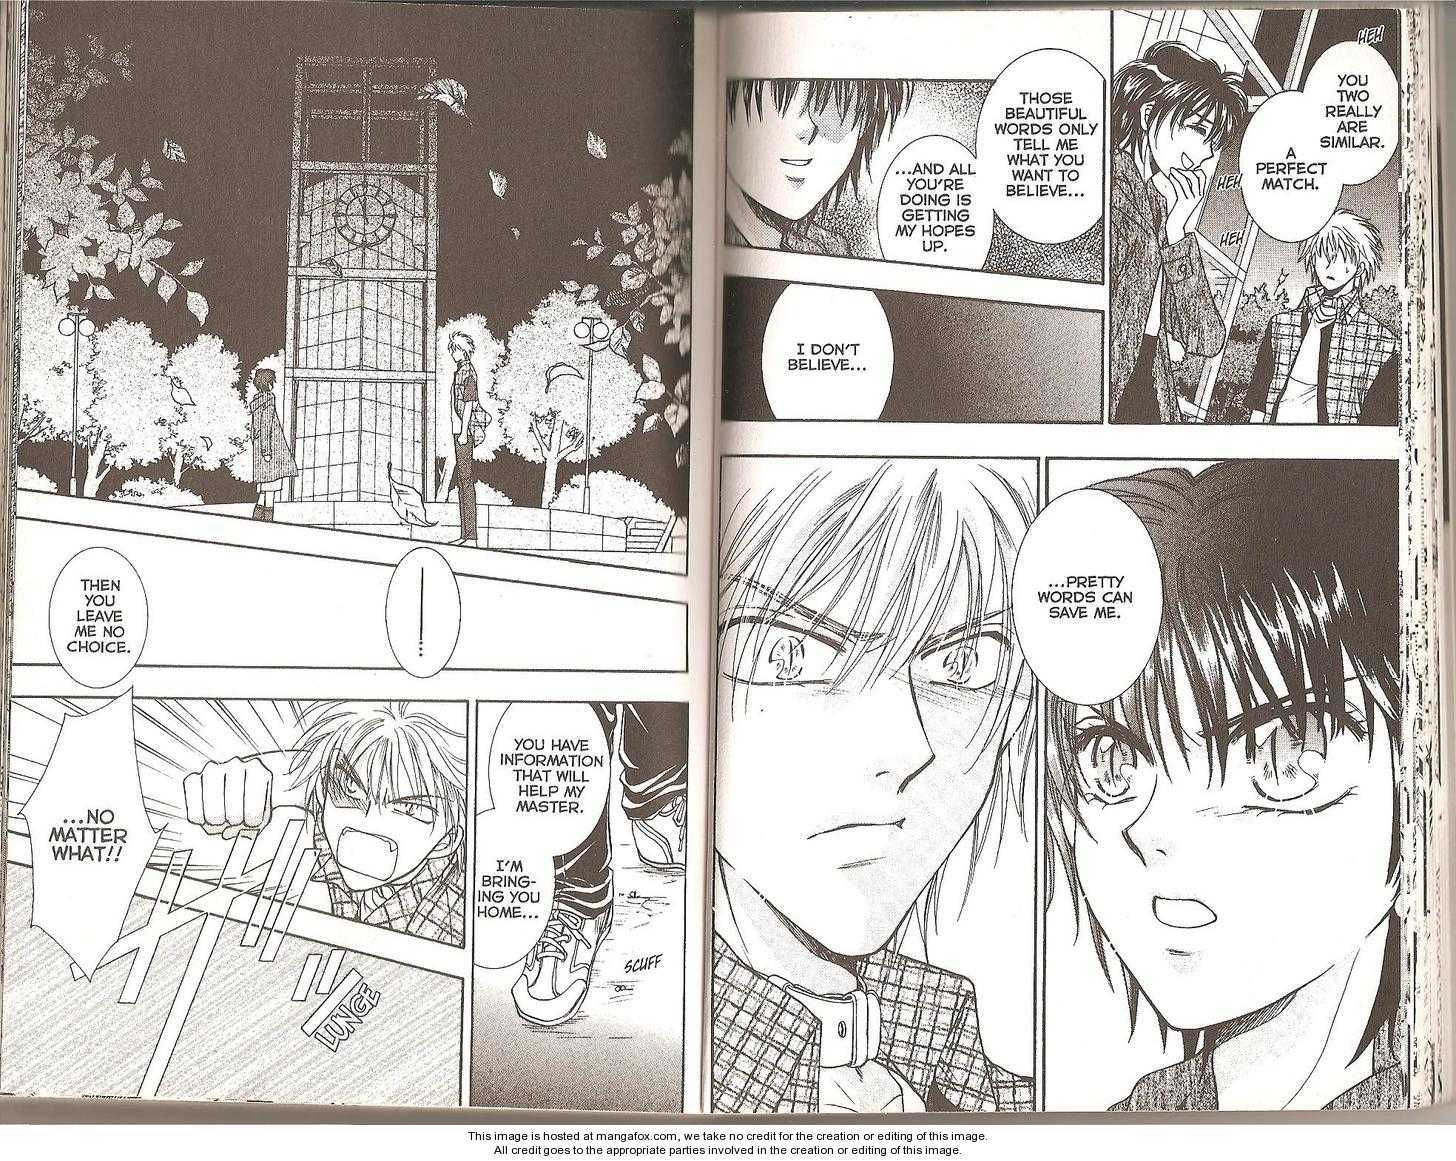 HEH
YOU
TWO
REALLY
ARE
SIMILAR.
A
PERFECT
MATCH.
HEH
HEH
THOSE
BEAUTIFUL
WORDS ONLY
TELL ME
WHAT YOU
WANT TO
BELIEVE...
...AND ALL
YOU'RE
DOING IS
GETTING
MY HOPES
UP.
I DON'T
BELIEVE...
...PRETTY
WORDS CAN
SAVE ME.
THEN
YOU
LEAVE
ME NO
CHOICE.
YOU HAVE
INFORMATION
THAT WILL
HELP MY
MASTER.
I'M
BRING-
ING YOU
HOME...
SCUFF
...NO
MATTER
WHAT!!
LUNGE
This image is hosted at mangafox.com, we take no credit for the creation or editing of this image.
All credit goes to the appropriate parties involved in the creation or editing of this image.